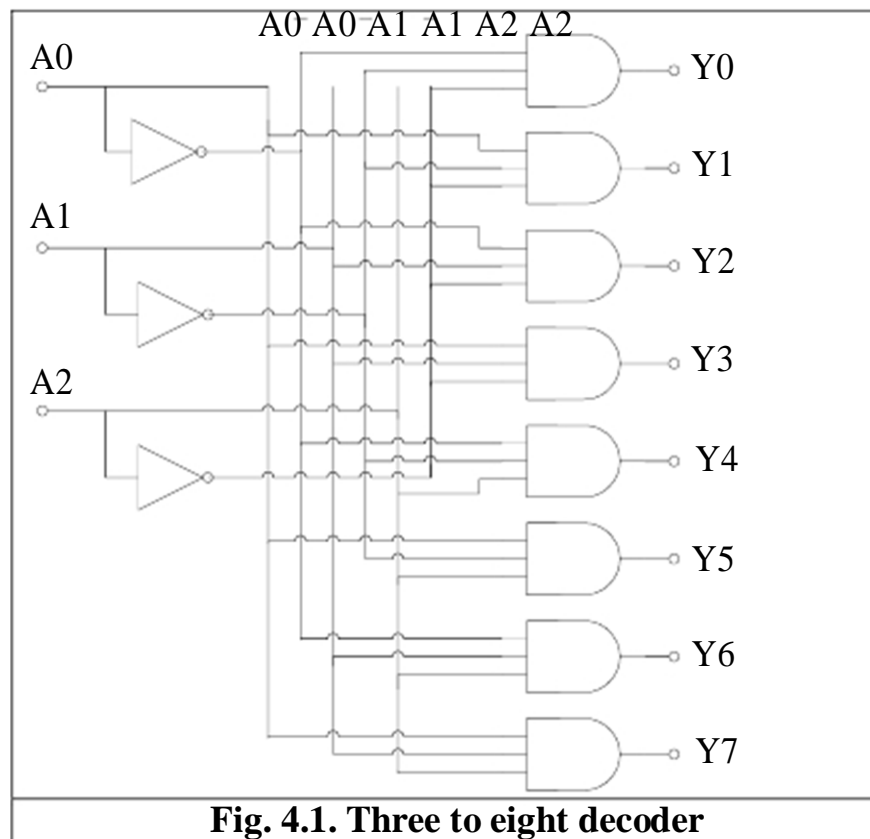 A0 A0 A1 A1 A2 A2
A0
Y0
Y1
A1
Y2
Y3
A2
Y4
Y5
Y6
Y7
Fig. 4.1. Three to eight decoder